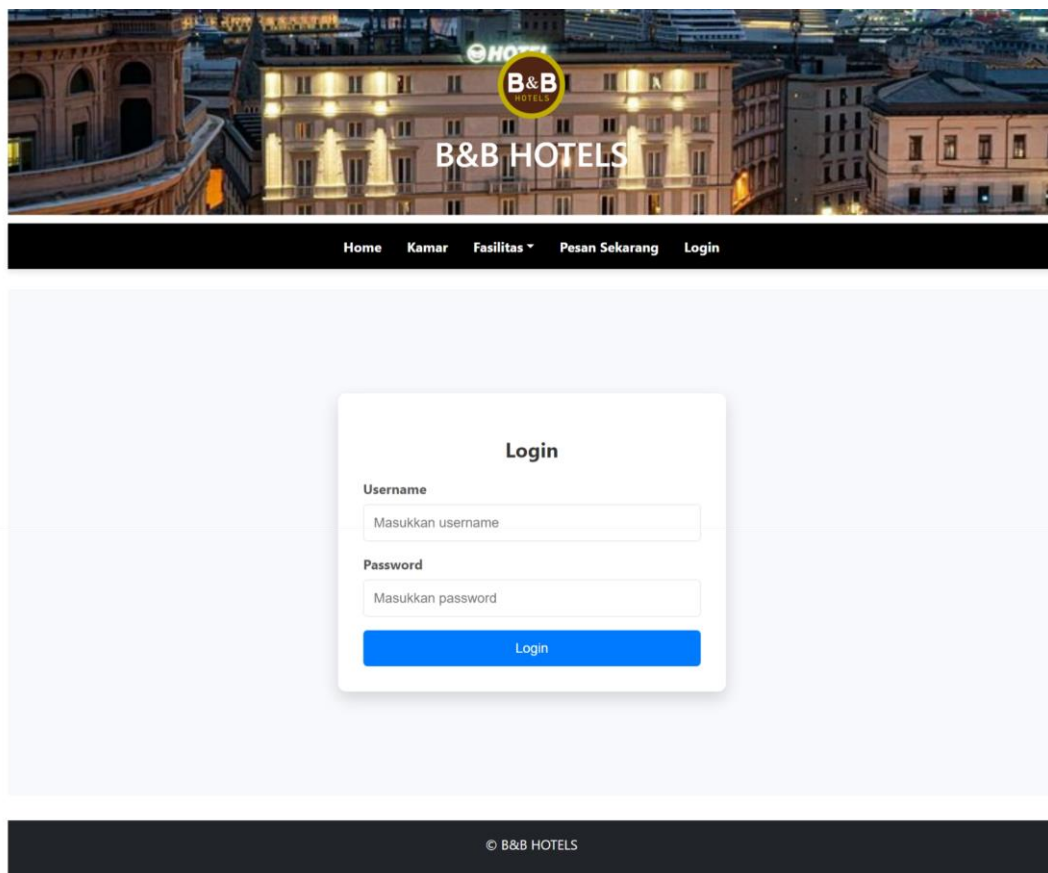 HOTEL
B&B
HOTELS
B&B HOTELS
Home Kamar Fasilitas Pesan Sekarang Login
Login
Username
Masukkan username
Password
Masukkan password
Login
© B&B HOTELS